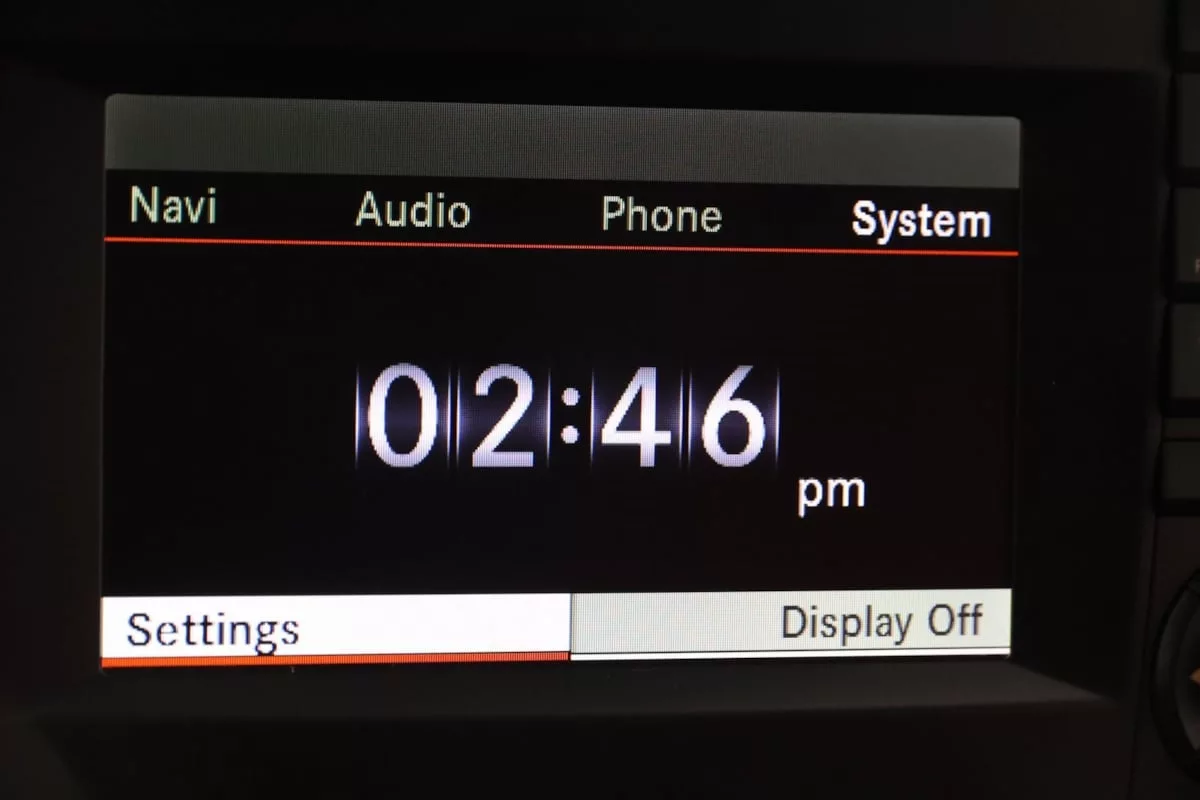 Navi Audio Phone System
02:46 pm
Settings Display Off